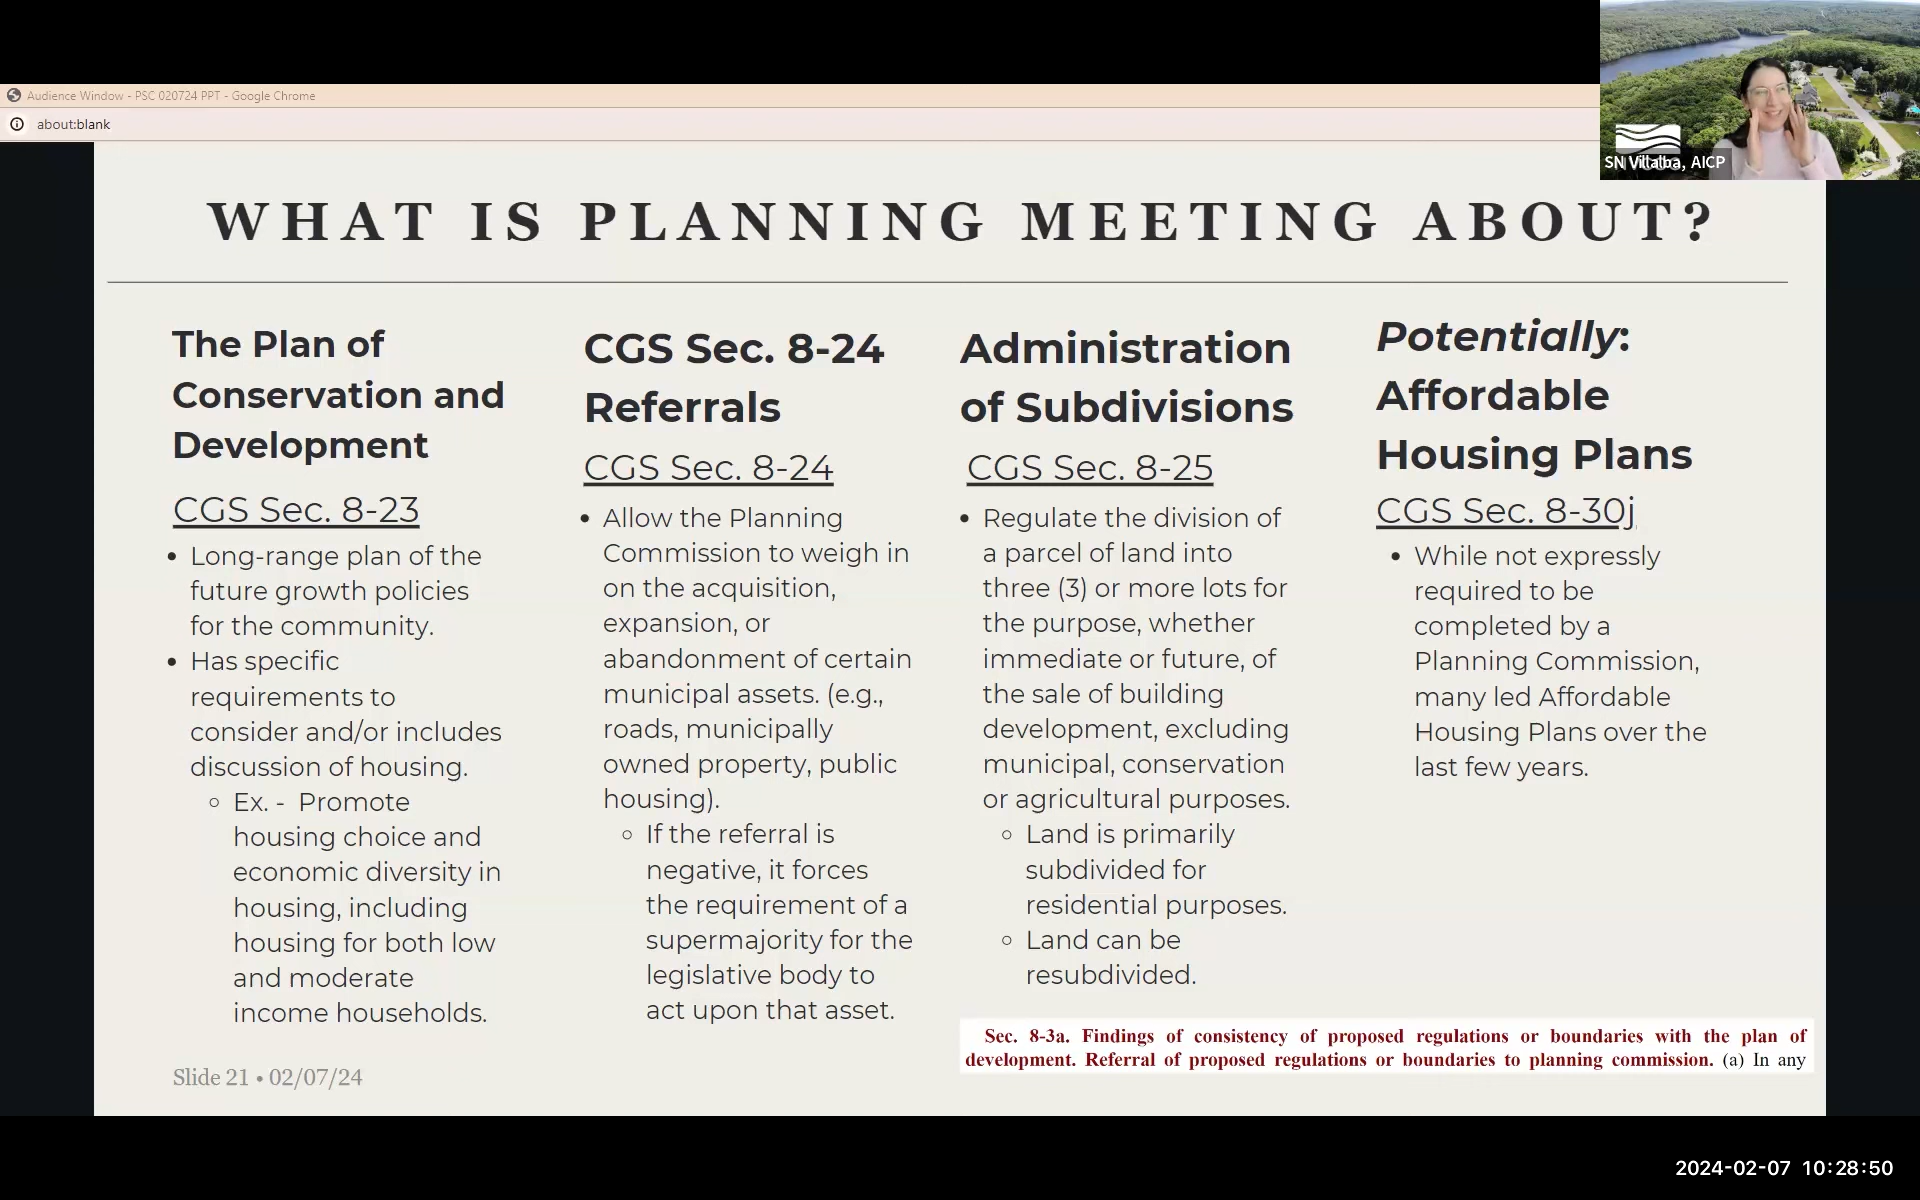 Audience Window - PSC 020724 PPT - Google Chrome
about:blank
SN Villalba, AICP
WHAT IS PLANNING MEETING ABOUT?
The Plan of
Conservation and
Development
CGS Sec. 8-23
• Long-range plan of the
future growth policies
for the community.
• Has specific
requirements to
consider and/or includes
discussion of housing.
○ Ex. - Promote
housing choice and
economic diversity in
housing, including
housing for both low
and moderate
income households.
CGS Sec. 8-24
Referrals
CGS Sec. 8-24
• Allow the Planning
Commission to weigh in
on the acquisition,
expansion, or
abandonment of certain
municipal assets. (e.g.,
roads, municipally
owned property, public
housing).
○ If the referral is
negative, it forces
the requirement of a
supermajority for the
legislative body to
act upon that asset.
Administration
of Subdivisions
CGS Sec. 8-25
• Regulate the division of
a parcel of land into
three (3) or more lots for
the purpose, whether
immediate or future, of
the sale of building
development, excluding
municipal, conservation
or agricultural purposes.
○ Land is primarily
subdivided for
residential purposes.
○ Land can be
resubdivided.
Potentially:
Affordable
Housing Plans
CGS Sec. 8-30j
• While not expressly
required to be
completed by a
Planning Commission,
many led Affordable
Housing Plans over the
last few years.
Sec. 8-3a. Findings of consistency of proposed regulations or boundaries with the plan of
development. Referral of proposed regulations or boundaries to planning commission. (a) In any
Slide 21 • 02/07/24
2024-02-07 10:28:50